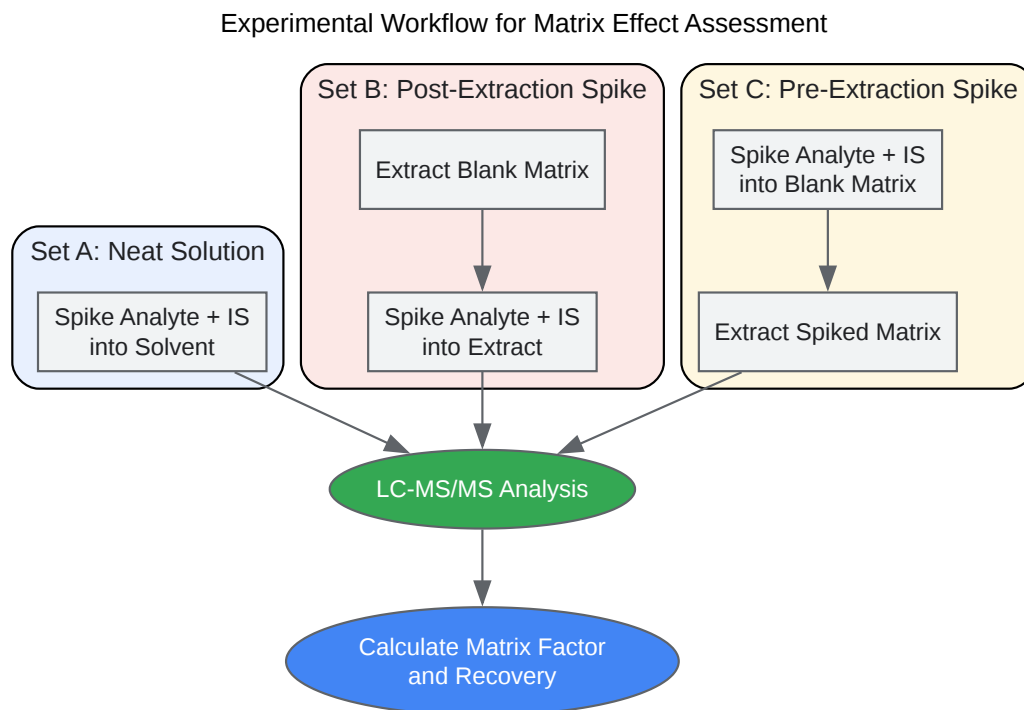 Experimental Workflow for Matrix Effect Assessment
Set A: Neat Solution
Spike Analyte + IS
into Solvent
Set B: Post-Extraction Spike
Extract Blank Matrix
Spike Analyte + IS
into Extract
Set C: Pre-Extraction Spike
Spike Analyte + IS
into Blank Matrix
Extract Spiked Matrix
LC-MS/MS Analysis
Calculate Matrix Factor
and Recovery